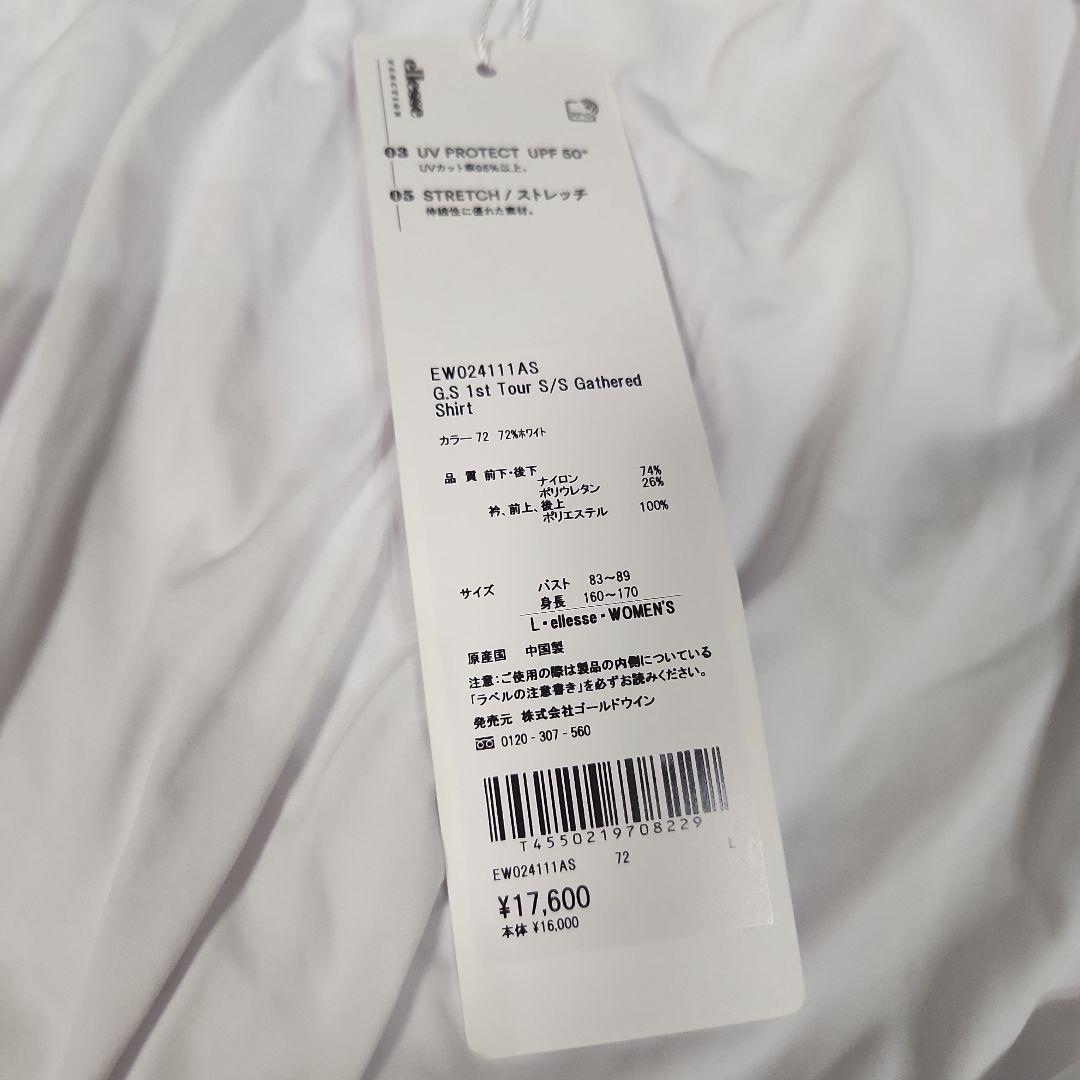 ellesse
FUNCTION
03 UV PROTECT UPF 50+
UVカット率95%以上。
05 STRETCH / ストレッチ
伸縮性に優れた素材。
EW024111AS
G.S 1st Tour S/S Gathered
Shirt
カラー 72 72%ホワイト
品 質 前下・後下
ナイロン 74%
ポリウレタン 26%
衿、前上、後上
ポリエステル 100%
サイズ バスト 83～89
身長 160～170
L・ellesse・WOMEN'S
原産国 中国製
注意：ご使用の際は製品の内側についている
「ラベルの注意書き」を必ずお読みください。
発売元 株式会社ゴールドウイン
0120-307-560
T4550219708229
EW024111AS 72 L
¥17,600
本体 ¥16,000